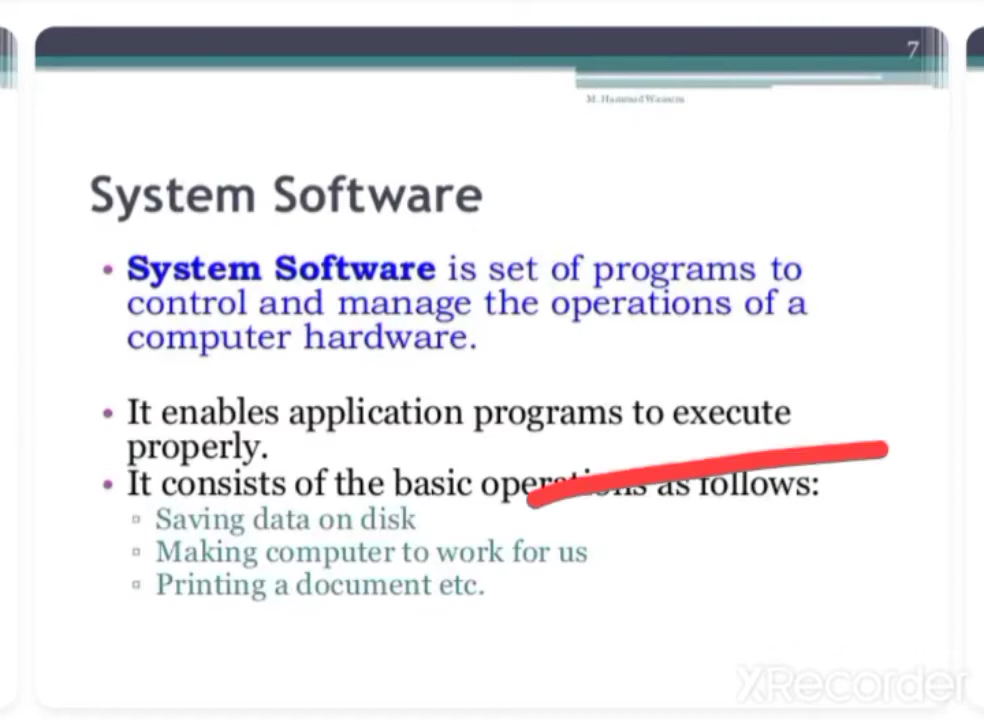 7
System Software
• System Software is set of programs to
control and manage the operations of a
computer hardware.
• It enables application programs to execute
properly.
• It consists of the basic operations as follows:
▫ Saving data on disk
▫ Making computer to work for us
▫ Printing a document etc.
XRecorder